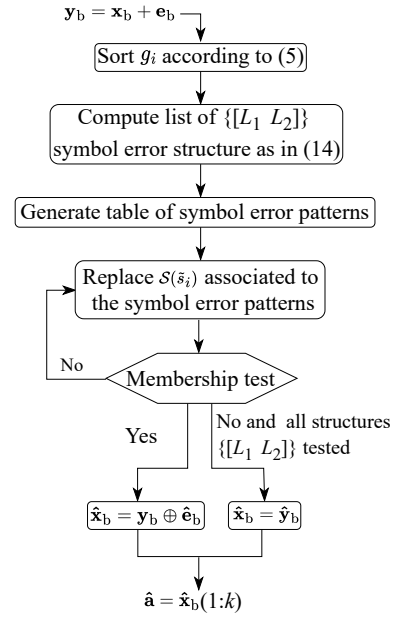 𝐲_b = 𝐱_b + 𝐞_b
Sort g_i according to (5)
Compute list of {[L_1 L_2]}
symbol error structure as in (14)
Generate table of symbol error patterns
Replace 𝒮(s̃_i) associated to
the symbol error patterns
No
Membership test
Yes
No and all structures
{[L_1 L_2]} tested
𝐱̂_b = 𝐲_b ⊕ 𝐞̂_b
𝐱̂_b = 𝐲̂_b
𝐚̂ = 𝐱̂_b(1:k)